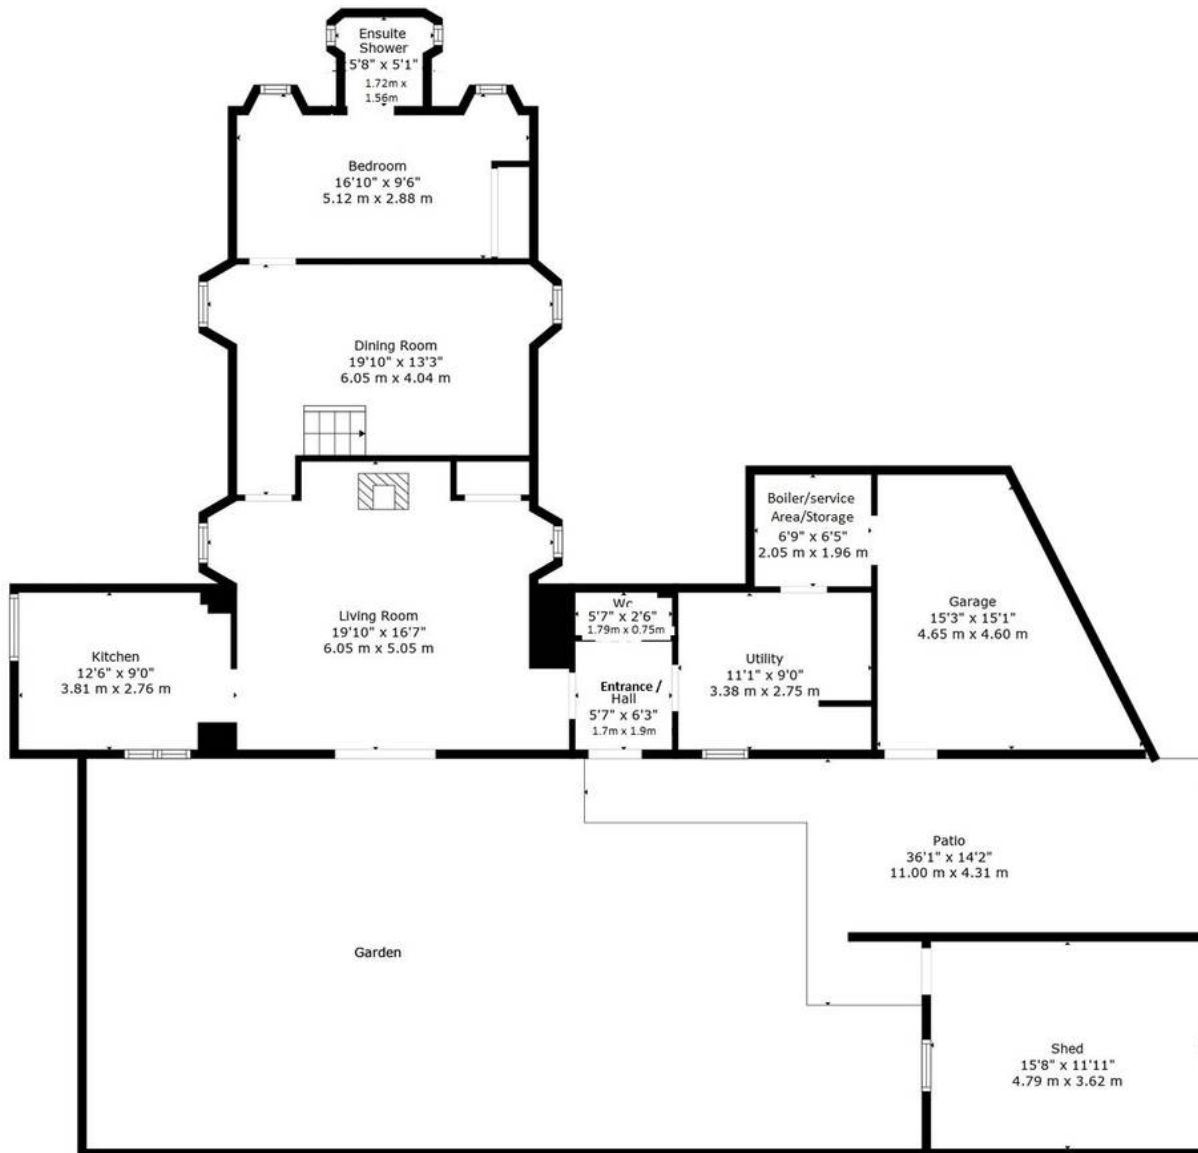 Ensuite
Shower
5'8" x 5'1"
1.72m x
1.56m
Bedroom
16'10" x 9'6"
5.12 m x 2.88 m
Dining Room
19'10" x 13'3"
6.05 m x 4.04 m
Boiler/service
Area/Storage
6'9" x 6'5"
2.05 m x 1.96 m
Garage
15'3" x 15'1"
4.65 m x 4.60 m
Living Room
19'10" x 16'7"
6.05 m x 5.05 m
Wc
5'7" x 2'6"
1.79m x 0.75m
Kitchen
12'6" x 9'0"
3.81 m x 2.76 m
Utility
11'1" x 9'0"
3.38 m x 2.75 m
Entrance /
Hall
5'7" x 6'3"
1.7m x 1.9m
Patio
36'1" x 14'2"
11.00 m x 4.31 m
Garden
Shed
15'8" x 11'11"
4.79 m x 3.62 m